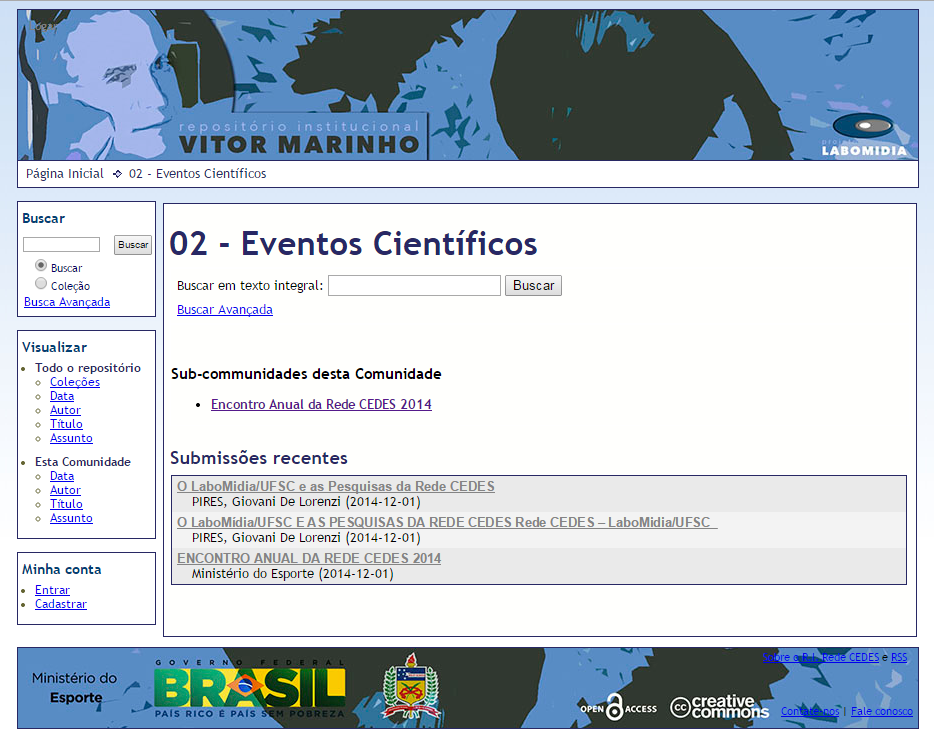 repositório institucional
VITOR MARINHO
LABOMIDIA
Página Inicial 02 - Eventos Científicos
Buscar
Buscar
Buscar
Coleção
Busca Avançada
Visualizar
Todo o repositório
Coleções
Data
Autor
Título
Assunto
Esta Comunidade
Data
Autor
Título
Assunto
Minha conta
Entrar
Cadastrar
02 - Eventos Científicos
Buscar em texto integral: Buscar
Buscar Avançada
Sub-communidades desta Comunidade
Encontro Anual da Rede CEDES 2014
Submissões recentes
O LaboMidia/UFSC e as Pesquisas da Rede CEDES
PIRES, Giovani De Lorenzi (2014-12-01)
O LaboMídia/UFSC E AS PESQUISAS DA REDE CEDES Rede CEDES – LaboMidia/UFSC
PIRES, Giovani De Lorenzi (2014-12-01)
ENCONTRO ANUAL DA REDE CEDES 2014
Ministério do Esporte (2014-12-01)
Ministério do
Esporte
GOVERNO FEDERAL
BRASIL
PAÍS RICO É PAÍS SEM POBREZA
OPEN ACCESS
cc creative
commons
Sobre o R.I. Rede CEDES e RSS
Contate-nos | Fale conosco